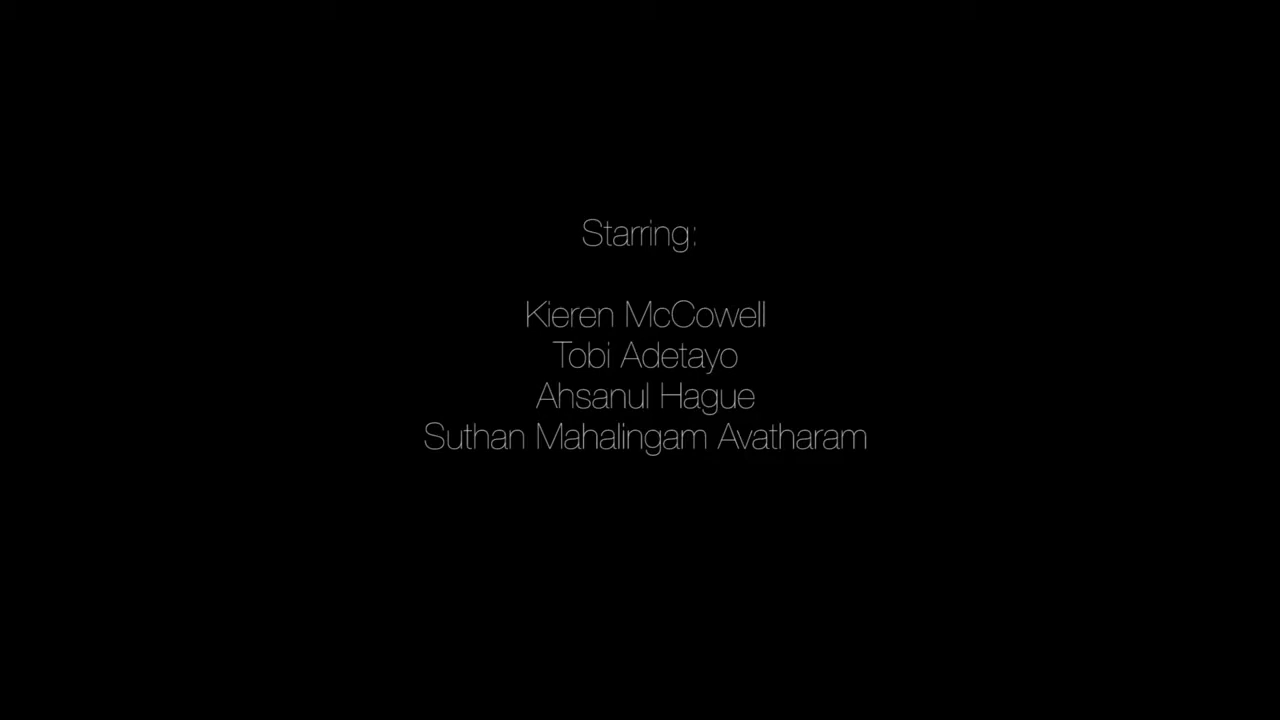 Starring:
Kieren McCowell
Tobi Adetayo
Ahsanul Hague
Suthan Mahalingam Avatharam